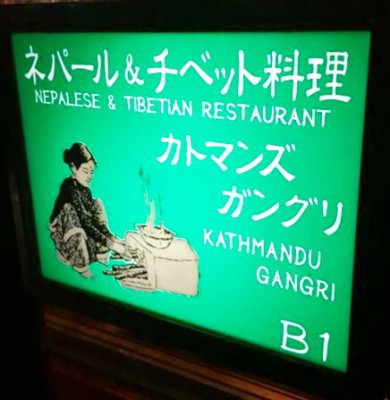 ネパール&チベット料理
NEPALESE & TIBETIAN RESTAURANT
カトマンズ
ガングリ
KATHMANDU
GANGRI
B1